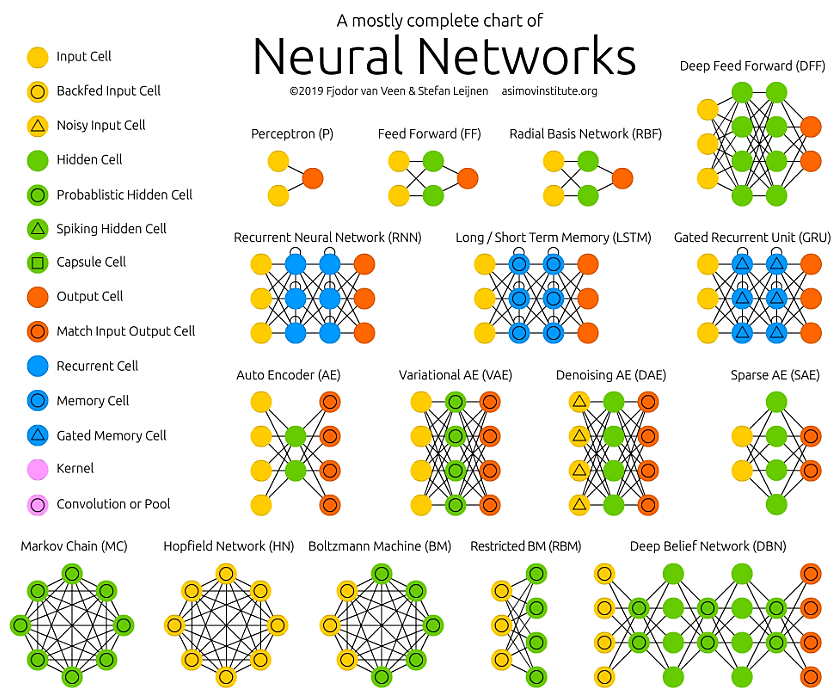 A mostly complete chart of
Neural Networks
©2019 Fjodor van Veen & Stefan Leijnen asimovinstitute.org
Input Cell
Backfed Input Cell
Noisy Input Cell
Hidden Cell
Probablistic Hidden Cell
Spiking Hidden Cell
Capsule Cell
Output Cell
Match Input Output Cell
Recurrent Cell
Memory Cell
Gated Memory Cell
Kernel
Convolution or Pool
Deep Feed Forward (DFF)
Perceptron (P)
Feed Forward (FF)
Radial Basis Network (RBF)
Recurrent Neural Network (RNN)
Long / Short Term Memory (LSTM)
Gated Recurrent Unit (GRU)
Auto Encoder (AE)
Variational AE (VAE)
Denoising AE (DAE)
Sparse AE (SAE)
Markov Chain (MC)
Hopfield Network (HN)
Boltzmann Machine (BM)
Restricted BM (RBM)
Deep Belief Network (DBN)